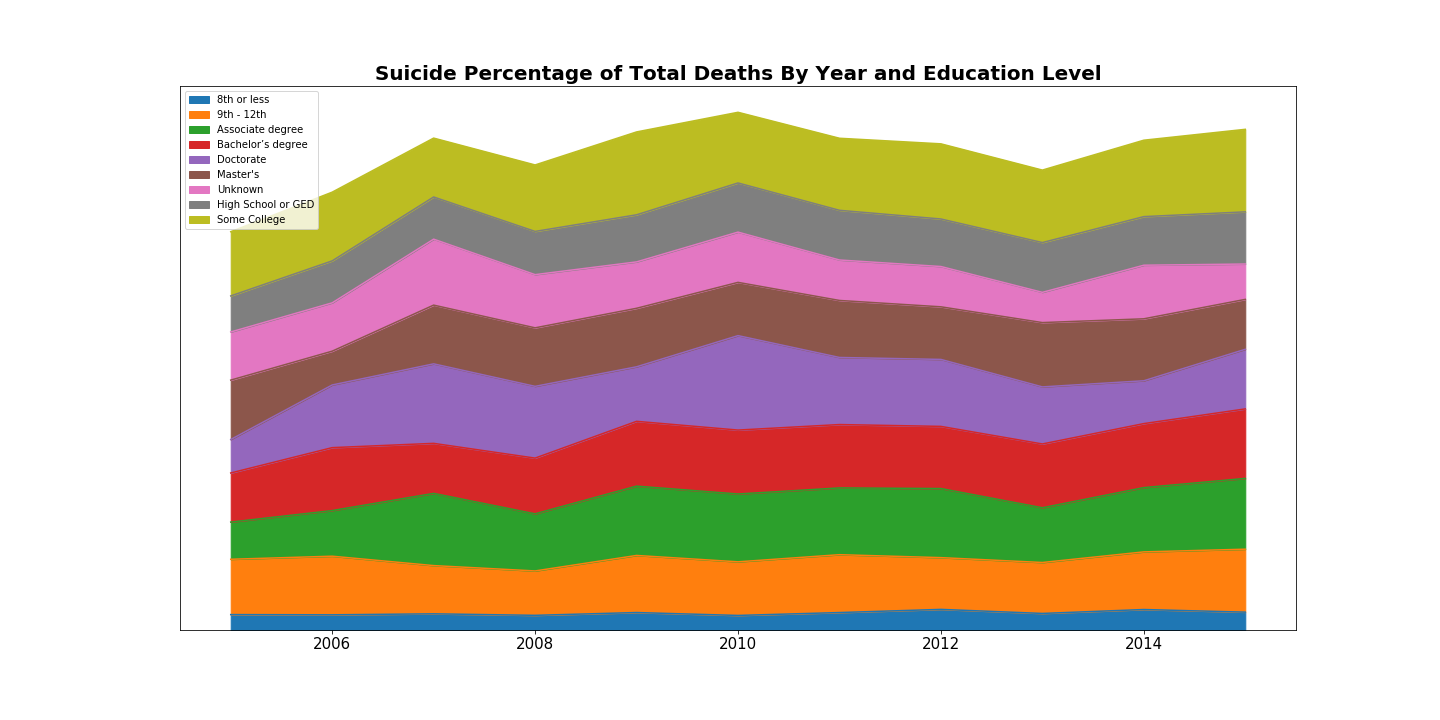 Suicide Percentage of Total Deaths By Year and Education Level
8th or less
9th - 12th
Associate degree
Bachelor’s degree
Doctorate
Master's
Unknown
High School or GED
Some College
2006 2008 2010 2012 2014